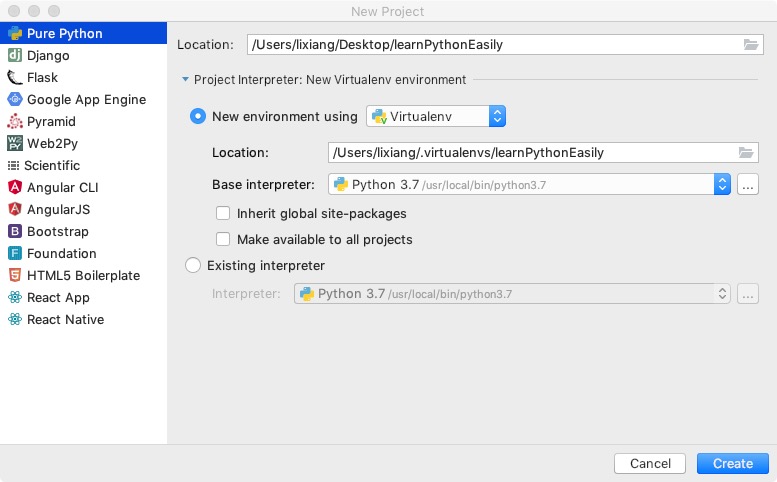 New Project
Pure Python
Django
Flask
Google App Engine
Pyramid
Web2Py
Scientific
Angular CLI
AngularJS
Bootstrap
Foundation
HTML5 Boilerplate
React App
React Native
Location: /Users/lixiang/Desktop/learnPythonEasily
Project Interpreter: New Virtualenv environment
New environment using Virtualenv
Location: /Users/lixiang/.virtualenvs/learnPythonEasily
Base interpreter: Python 3.7 /usr/local/bin/python3.7 ...
Inherit global site-packages
Make available to all projects
Existing interpreter
Interpreter: Python 3.7 /usr/local/bin/python3.7 ...
Cancel Create